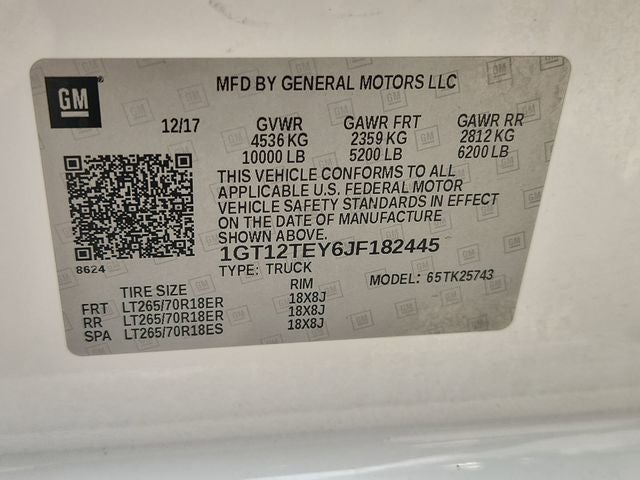 GM
MFD BY GENERAL MOTORS LLC
12/17 GVWR GAWR FRT GAWR RR
4536 KG 2359 KG 2812 KG
10000 LB 5200 LB 6200 LB
THIS VEHICLE CONFORMS TO ALL
APPLICABLE U.S. FEDERAL MOTOR
VEHICLE SAFETY STANDARDS IN EFFECT
ON THE DATE OF MANUFACTURE
SHOWN ABOVE.
8624
1GT12TEY6JF182445
TYPE: TRUCK MODEL: 65TK25743
TIRE SIZE RIM
FRT LT265/70R18ER 18X8J
RR LT265/70R18ER 18X8J
SPA LT265/70R18ES 18X8J